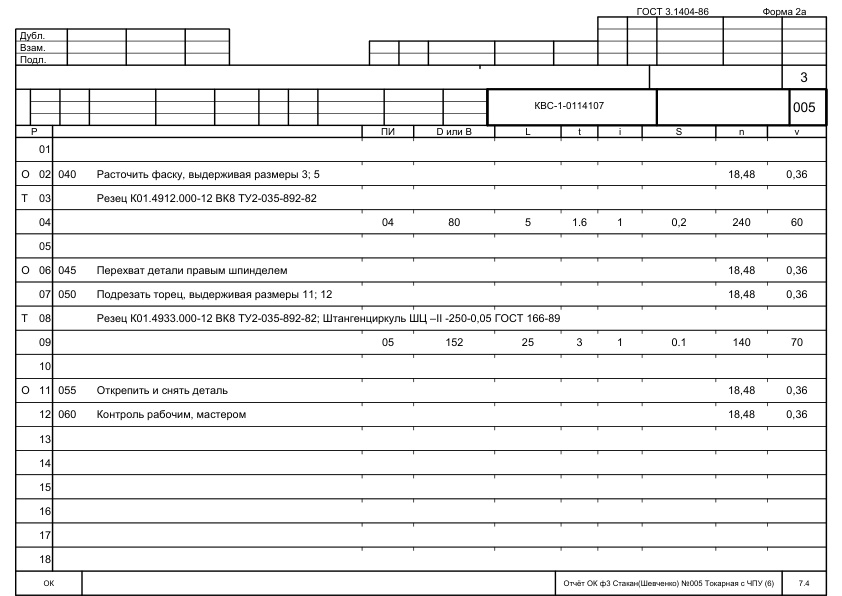 ГОСТ 3.1404-86 Форма 2а
Дубл.
Взам.
Подл.
3
КВС-1-0114107 005
Р ПИ D или В L t i S n v
01
О 02 040 Расточить фаску, выдерживая размеры 3; 5 18,48 0,36
Т 03 Резец К01.4912.000-12 ВК8 ТУ2-035-892-82
04 04 80 5 1.6 1 0,2 240 60
05
О 06 045 Перехват детали правым шпинделем 18,48 0,36
07 050 Подрезать торец, выдерживая размеры 11; 12 18,48 0,36
Т 08 Резец К01.4933.000-12 ВК8 ТУ2-035-892-82; Штангенциркуль ШЦ –II -250-0,05 ГОСТ 166-89
09 05 152 25 3 1 0.1 140 70
10
О 11 055 Открепить и снять деталь 18,48 0,36
12 060 Контроль рабочим, мастером 18,48 0,36
13
14
15
16
17
18
ОК Отчёт ОК ф3 Стакан(Шевченко) №005 Токарная с ЧПУ (6) 7.4